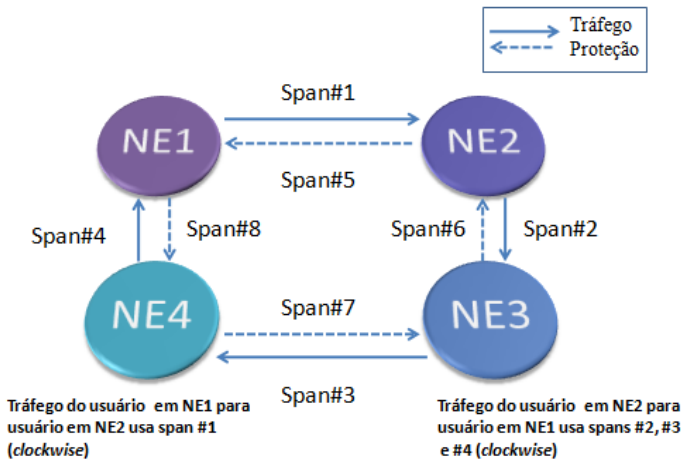 Tráfego
Proteção
Span#1
NE1
NE2
Span#5
Span#4
Span#8
Span#6
Span#2
NE4
Span#7
NE3
Span#3
Tráfego do usuário em NE1 para
usuário em NE2 usa span #1
(clockwise)
Tráfego do usuário em NE2 para
usuário em NE1 usa spans #2, #3
e #4 (clockwise)